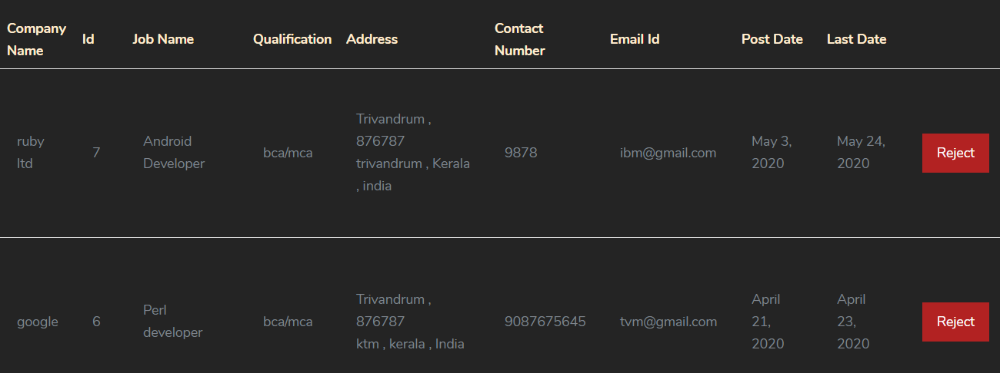 Company Name Id Job Name Qualification Address Contact Number Email Id Post Date Last Date
ruby ltd 7 Android Developer bca/mca Trivandrum , 876787 trivandrum , Kerala , india 9878 ibm@gmail.com May 3, 2020 May 24, 2020 Reject
google 6 Perl developer bca/mca Trivandrum , 876787 ktm , kerala , India 9087675645 tvm@gmail.com April 21, 2020 April 23, 2020 Reject